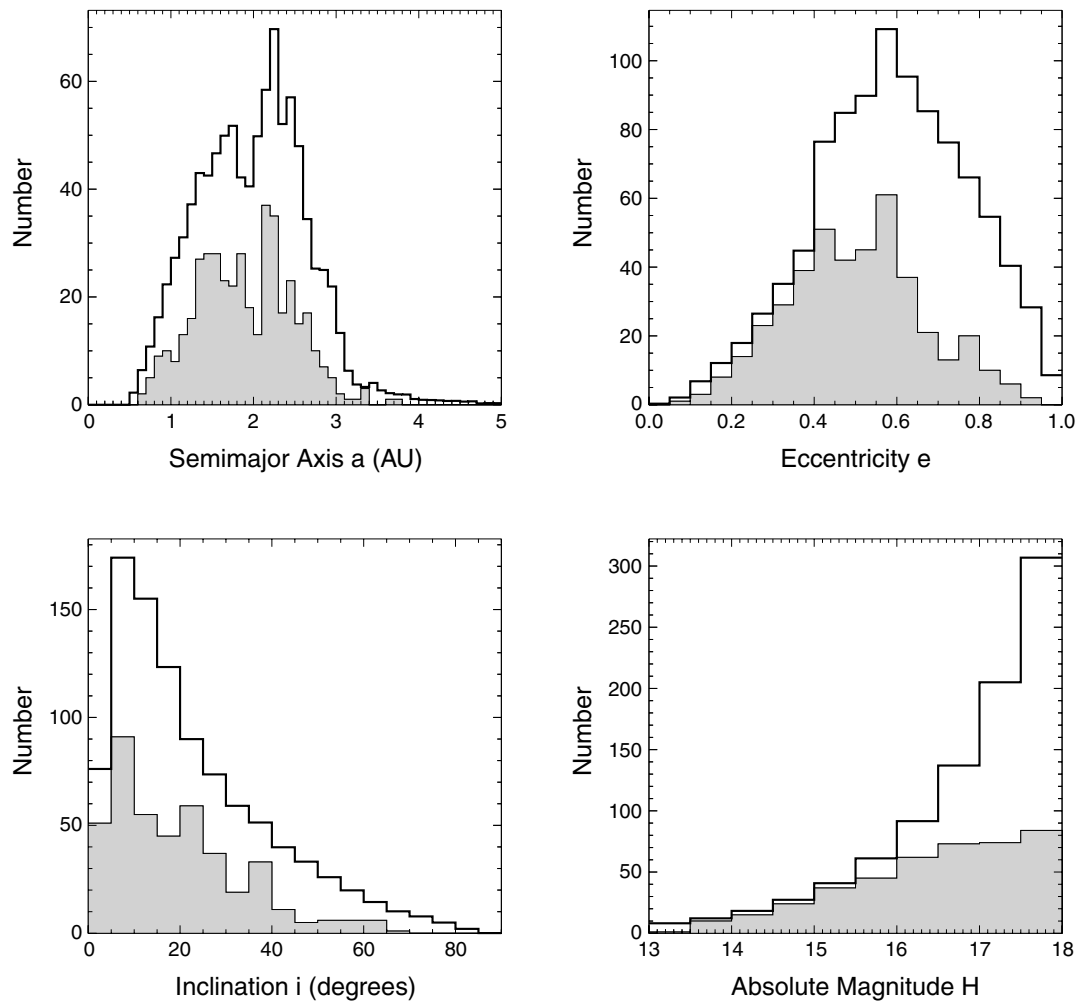 60
40
20
0
Number
0 1 2 3 4 5
Semimajor Axis a (AU)
100
80
60
40
20
0
Number
0.0 0.2 0.4 0.6 0.8 1.0
Eccentricity e
150
100
50
0
Number
0 20 40 60 80
Inclination i (degrees)
300
250
200
150
100
50
0
Number
13 14 15 16 17 18
Absolute Magnitude H